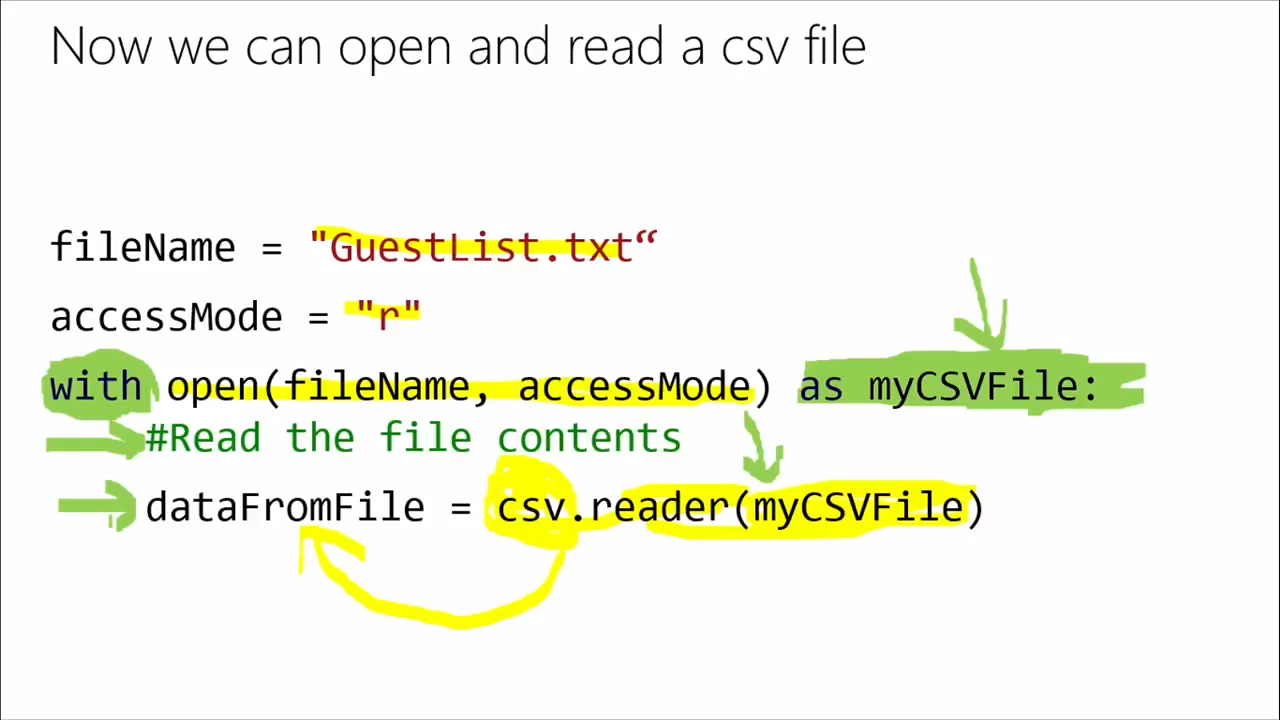 Now we can open and read a csv file
fileName = "GuestList.txt“
accessMode = "r"
with open(fileName, accessMode) as myCSVFile:
#Read the file contents
dataFromFile = csv.reader(myCSVFile)